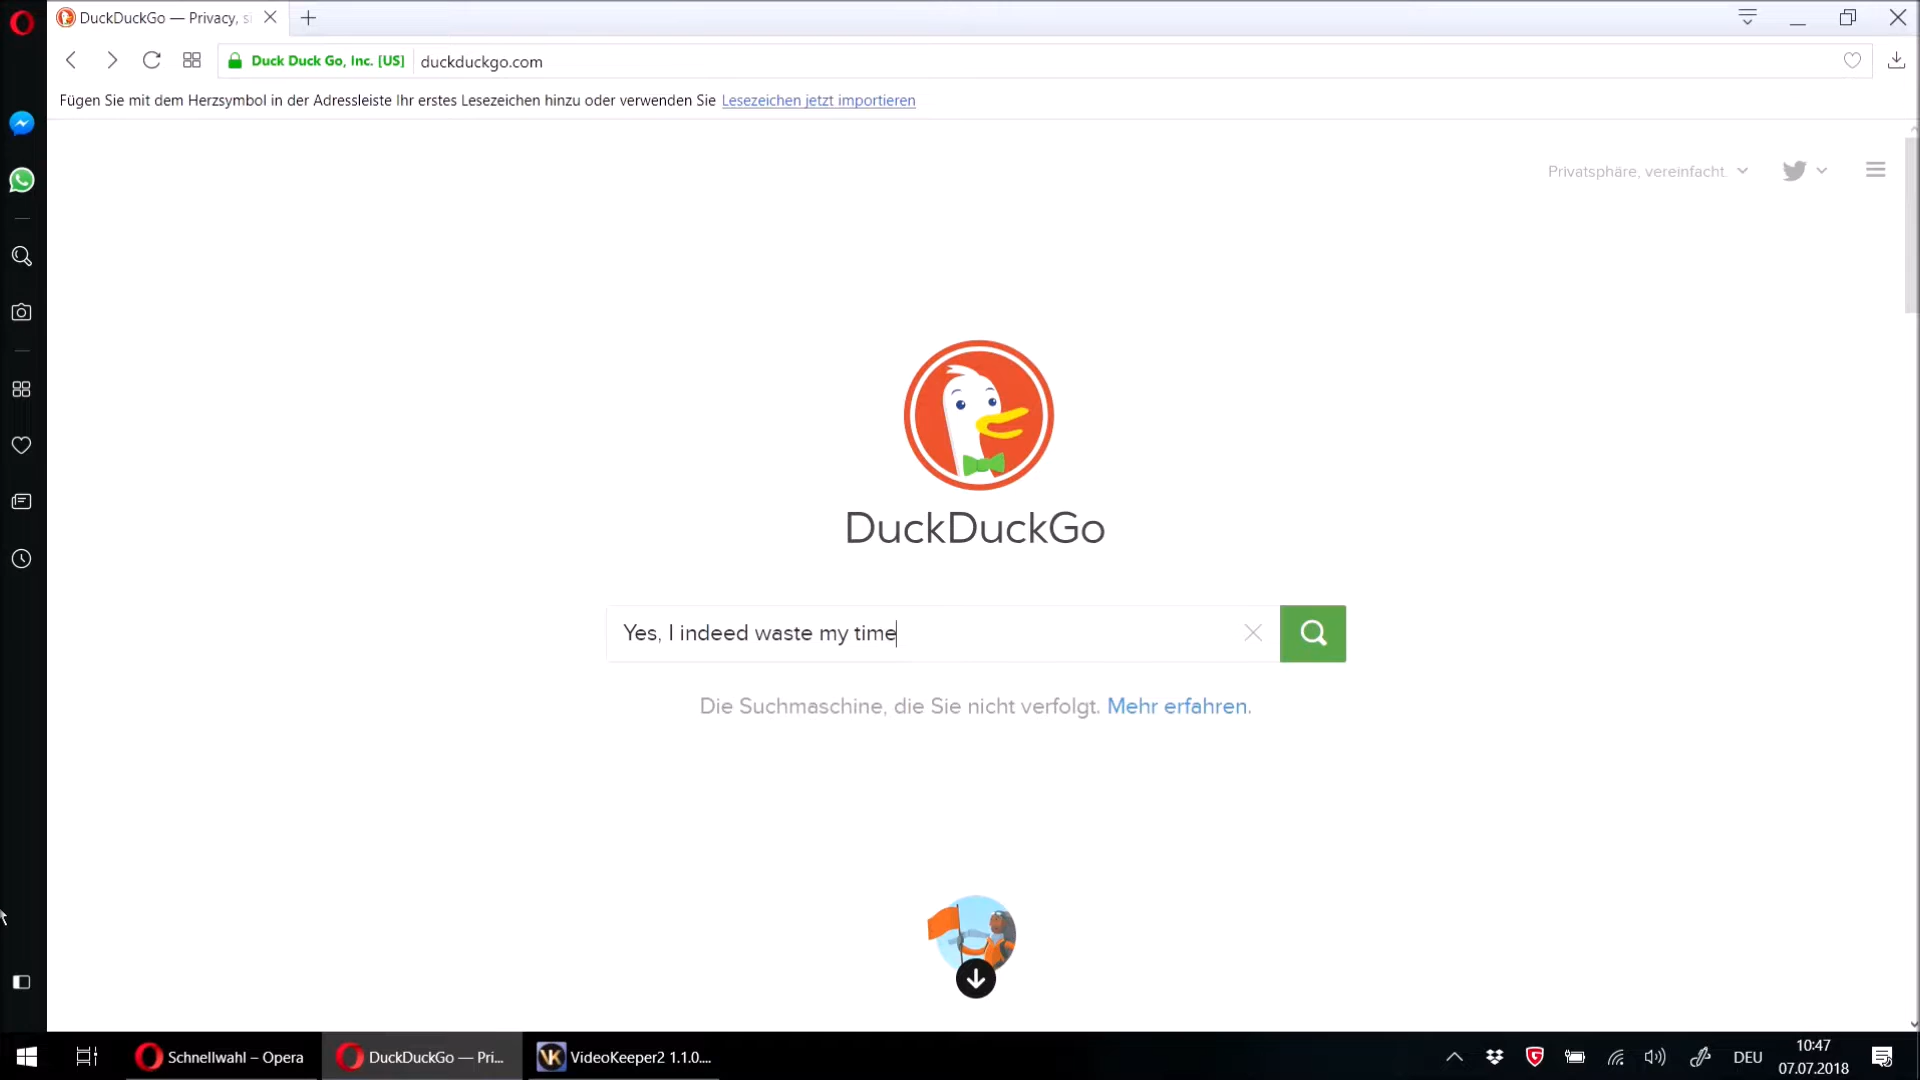 DuckDuckGo — Privacy, s
Duck Duck Go, Inc. [US] duckduckgo.com
Fügen Sie mit dem Herzsymbol in der Adressleiste Ihr erstes Lesezeichen hinzu oder verwenden Sie Lesezeichen jetzt importieren
Privatsphäre, vereinfacht.
DuckDuckGo
Yes, I indeed waste my time
Die Suchmaschine, die Sie nicht verfolgt. Mehr erfahren.
Schnellwahl – Opera
DuckDuckGo — Pri...
VK VideoKeeper2 1.1.0....
DEU
10:47
07.07.2018